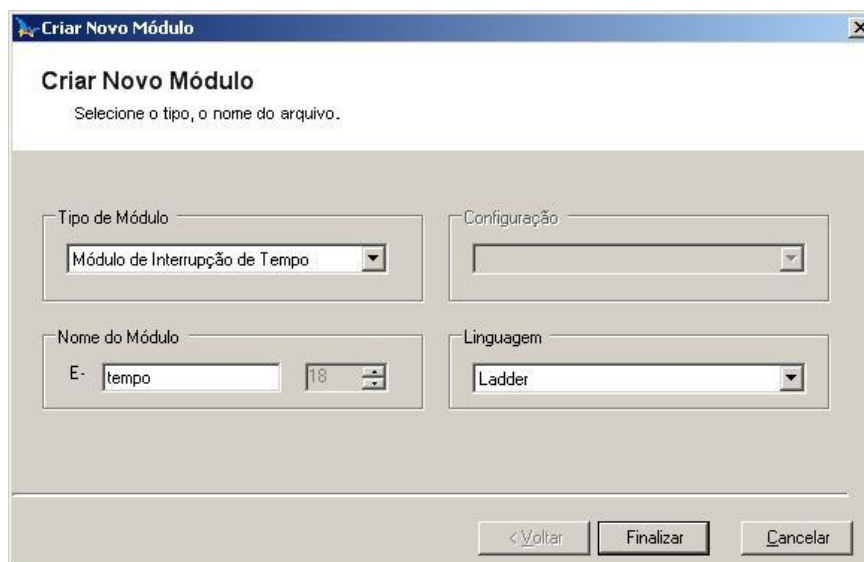 Criar Novo Módulo
Criar Novo Módulo
Selecione o tipo, o nome do arquivo.
Tipo de Módulo
Configuração
Módulo de Interrupção de Tempo
Nome do Módulo
Linguagem
E- tempo 18
Ladder
< Voltar Finalizar Cancelar